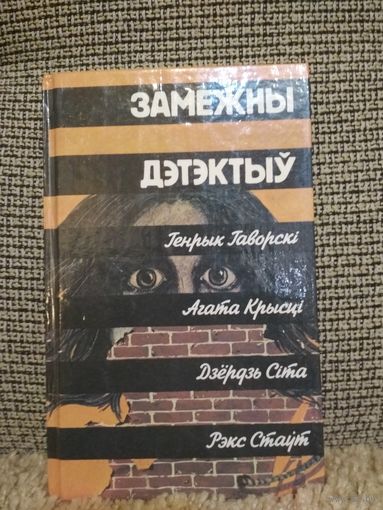 ЗАМЕЖНЫ
ДЭТЭКТЫЎ
Генрык Гаворскі
Агата Крысці
Дзёрдзь Сіта
Рэкс Стаўт